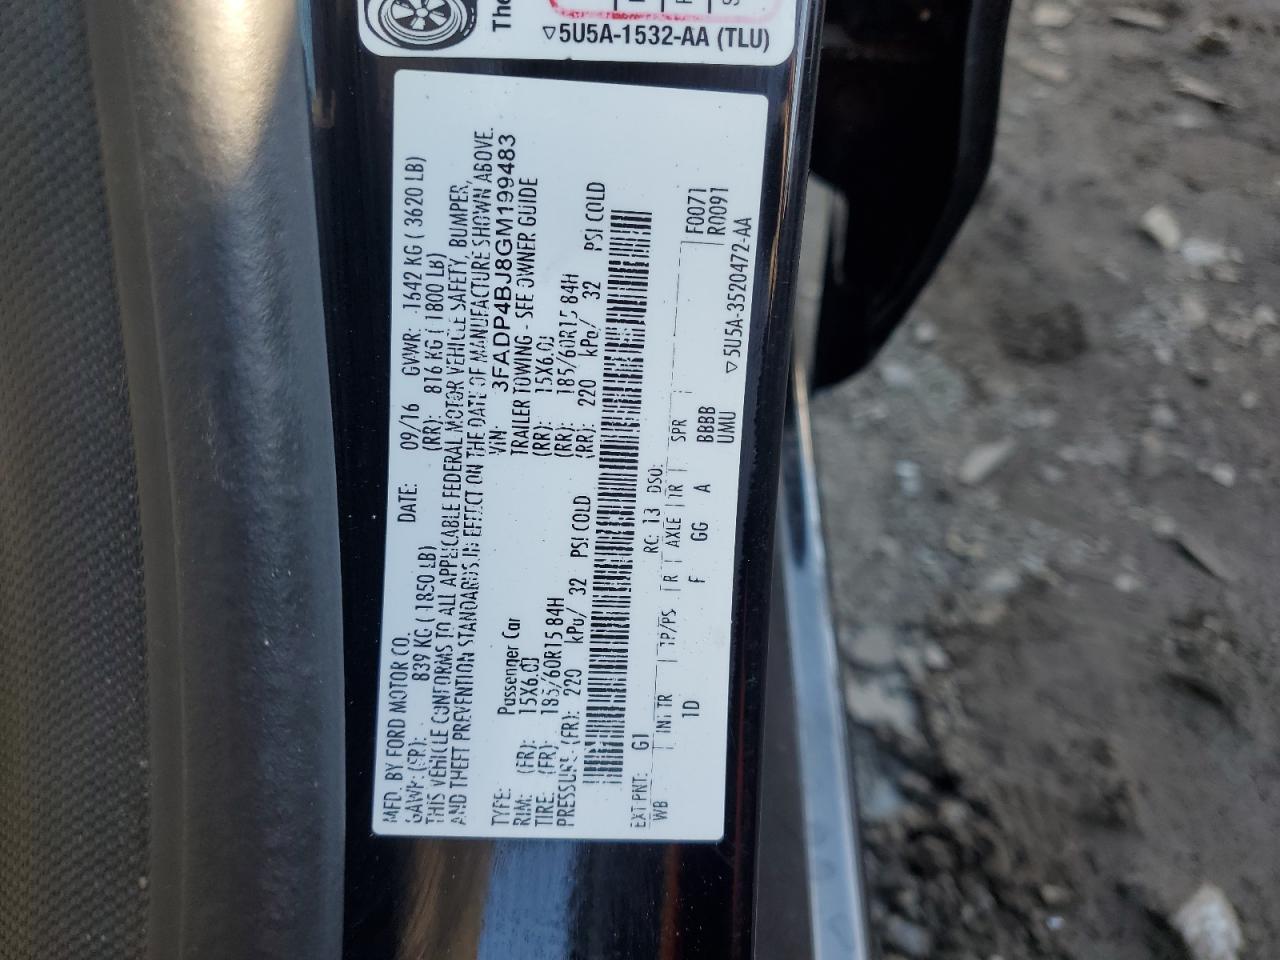 The
▽5U5A-1532-AA (TLU)
MFD. BY FORD MOTOR CO. DATE: 09/16 GVWR: 1642 KG ( 3620 LB)
GAWR: (FR): 839 KG ( 1850 LB) (RR): 816 KG ( 1800 LB)
THIS VEHICLE CONFORMS TO ALL APPLICABLE FEDERAL MOTOR VEHICLE SAFETY, BUMPER,
AND THEFT PREVENTION STANDARDS IN EFFECT ON THE DATE OF MANUFACTURE SHOWN ABOVE.
VIN: 3FADP4BJ8GM199483
TYPE: Passenger Car TRAILER TOWING - SEE OWNER GUIDE
RIM: (FR): 15X6.0J (RR): 15X6.0J
TIRE: (FR): 185/60R15 84H (RR): 185/60R15 84H
PRESSURE: (FR): 220 kPa/ 32 PSI COLD (RR): 220 kPa/ 32 PSI COLD
EXT PNT: G1 RC: 13 DSO:
WB INT TR TP/PS R AXLE TR SPR F0071
1D F GG A BBBB R0091
UMU
▽5U5A-3520472-AA